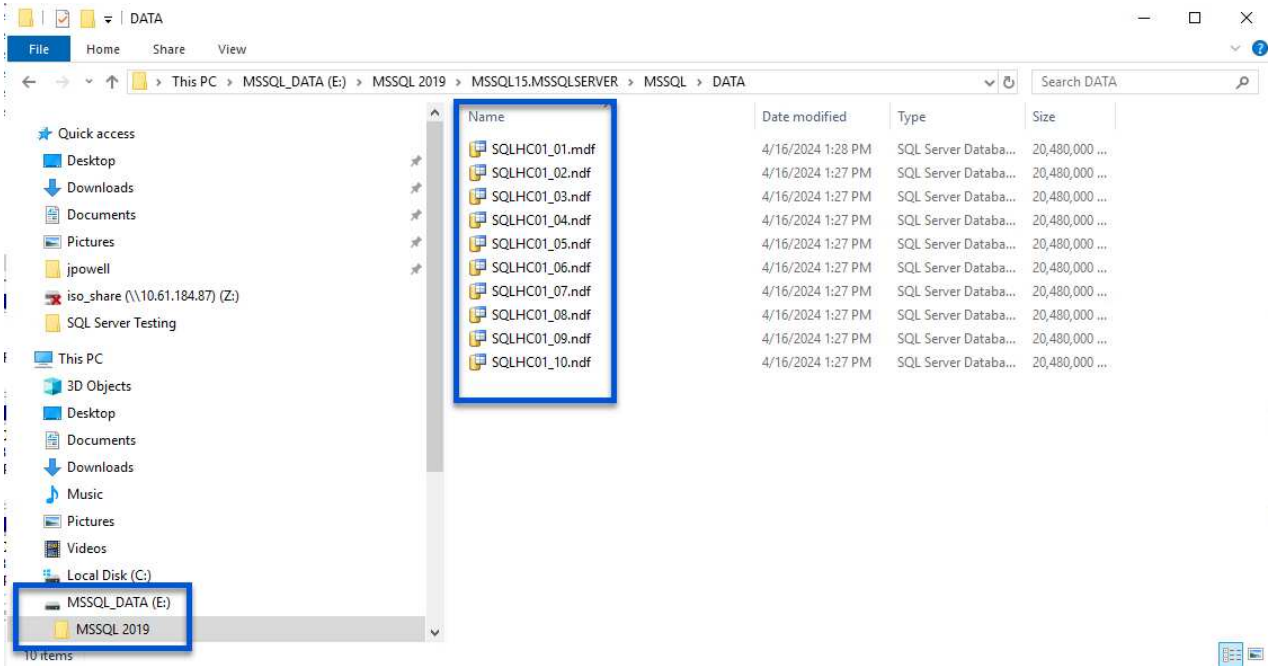 DATA
File Home Share View
This PC > MSSQL_DATA (E:) > MSSQL 2019 > MSSQL15.MSSQLSERVER > MSSQL > DATA
Search DATA
Quick access
Desktop
Downloads
Documents
Pictures
jpowell
iso_share (\\10.61.184.87) (Z:)
SQL Server Testing
This PC
3D Objects
Desktop
Documents
Downloads
Music
Pictures
Videos
Local Disk (C:)
MSSQL_DATA (E:)
MSSQL 2019
Name Date modified Type Size
SQLHC01_01.mdf 4/16/2024 1:28 PM SQL Server Databa... 20,480,000 ...
SQLHC01_02.ndf 4/16/2024 1:27 PM SQL Server Databa... 20,480,000 ...
SQLHC01_03.ndf 4/16/2024 1:27 PM SQL Server Databa... 20,480,000 ...
SQLHC01_04.ndf 4/16/2024 1:27 PM SQL Server Databa... 20,480,000 ...
SQLHC01_05.ndf 4/16/2024 1:27 PM SQL Server Databa... 20,480,000 ...
SQLHC01_06.ndf 4/16/2024 1:27 PM SQL Server Databa... 20,480,000 ...
SQLHC01_07.ndf 4/16/2024 1:27 PM SQL Server Databa... 20,480,000 ...
SQLHC01_08.ndf 4/16/2024 1:27 PM SQL Server Databa... 20,480,000 ...
SQLHC01_09.ndf 4/16/2024 1:27 PM SQL Server Databa... 20,480,000 ...
SQLHC01_10.ndf 4/16/2024 1:27 PM SQL Server Databa... 20,480,000 ...
10 items